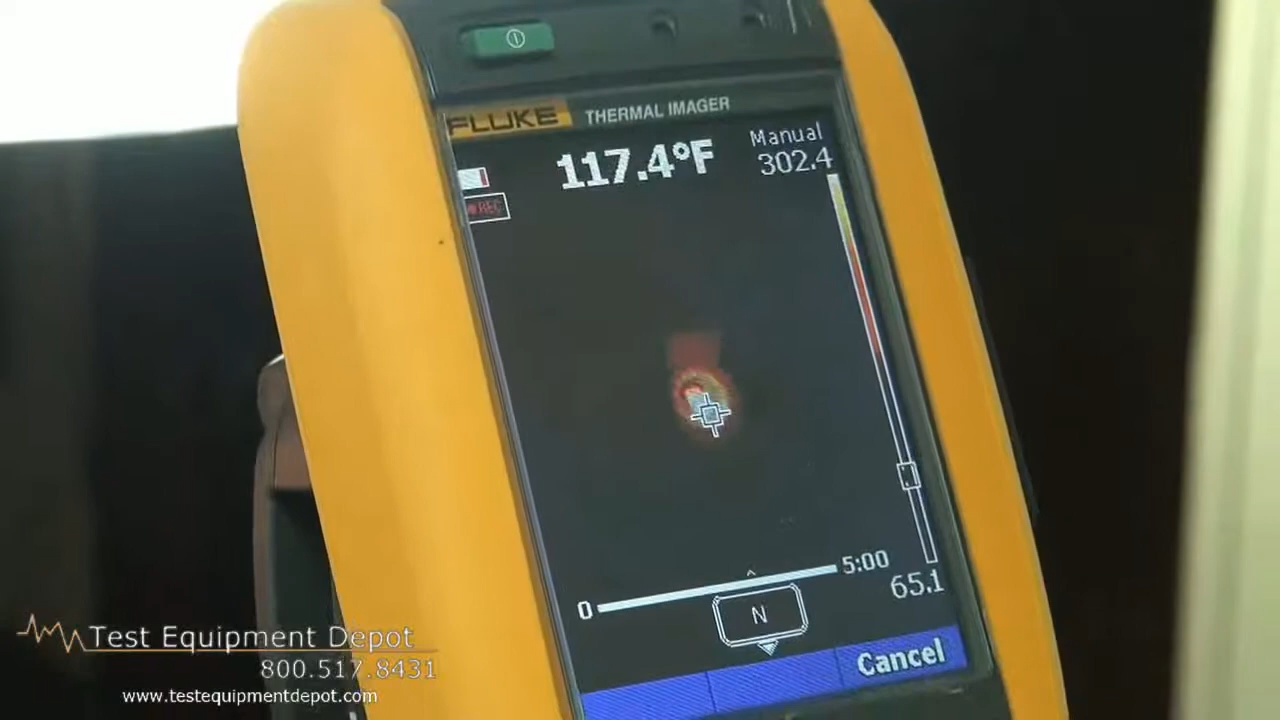 FLUKE THERMAL IMAGER
117.4°F
Manual
302.4
REC
0
5:00
65.1
N
Cancel
Test Equipment Depot
800.517.8431
www.testequipmentdepot.com